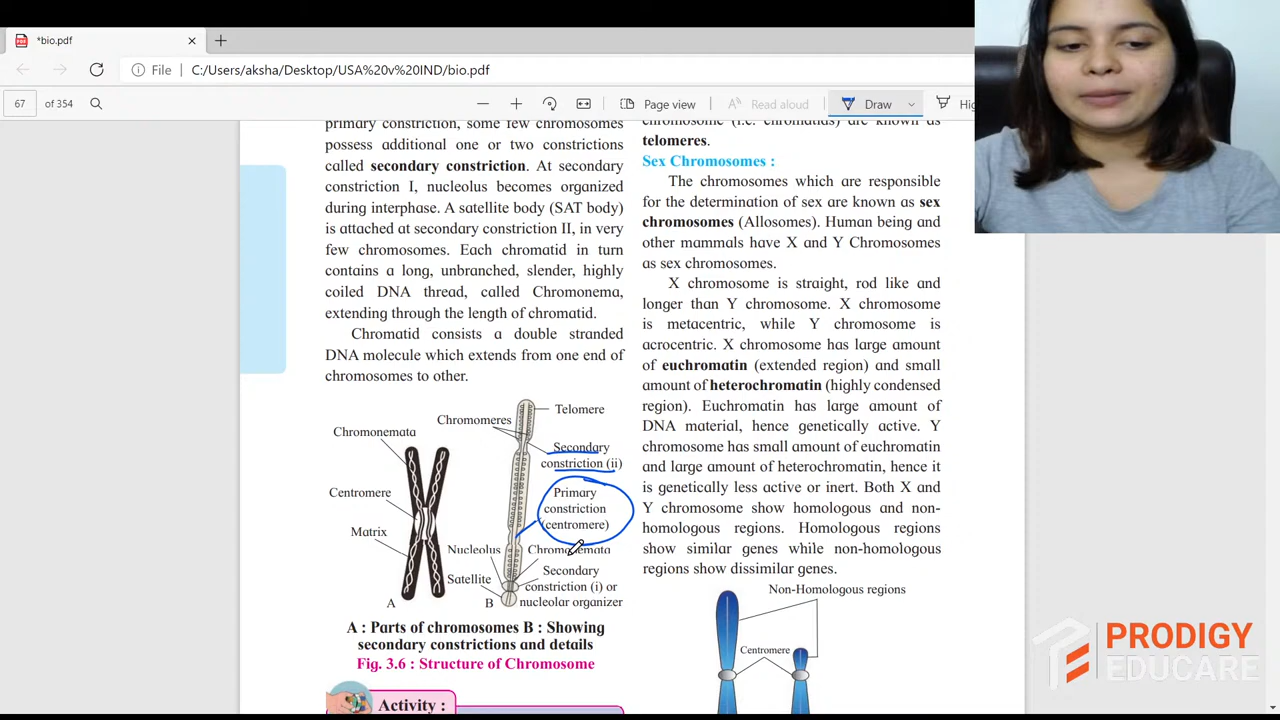 *bio.pdf
File
C:/Users/aksha/Desktop/USA%20v%20IND/bio.pdf
67 of 354
Page view
Read aloud
Draw
primary constriction, some few chromosomes
possess additional one or two constrictions
called secondary constriction. At secondary
constriction I, nucleolus becomes organized
during interphase. A satellite body (SAT body)
is attached at secondary constriction II, in very
few chromosomes. Each chromatid in turn
contains a long, unbranched, slender, highly
coiled DNA thread, called Chromonema,
extending through the length of chromatid.
Chromatid consists a double stranded
DNA molecule which extends from one end of
chromosomes to other.
Chromonemata
Centromere
Matrix
A
Chromeres
Telomere
Secondary
constriction (ii)
Primary
constriction
(centromere)
Nucleolus
Chromonemata
Satellite
Secondary
constriction (i) or
nucleolar organizer
B
A : Parts of chromosomes B : Showing
secondary constrictions and details
Fig. 3.6 : Structure of Chromosome
Activity :
chromosome (i.e. chromatids) are known as
telomeres.
Sex Chromosomes :
The chromosomes which are responsible
for the determination of sex are known as sex
chromosomes (Allosomes). Human being and
other mammals have X and Y Chromosomes
as sex chromosomes.
X chromosome is straight, rod like and
longer than Y chromosome. X chromosome
is metacentric, while Y chromosome is
acrocentric. X chromosome has large amount
of euchromatin (extended region) and small
amount of heterochromatin (highly condensed
region). Euchromatin has large amount of
DNA material, hence genetically active. Y
chromosome has small amount of euchromatin
and large amount of heterochromatin, hence it
is genetically less active or inert. Both X and
Y chromosome show homologous and non-
homologous regions. Homologous regions
show similar genes while non-homologous
regions show dissimilar genes.
Non-Homologous regions
Centromere
PRODIGY
EDUCARE